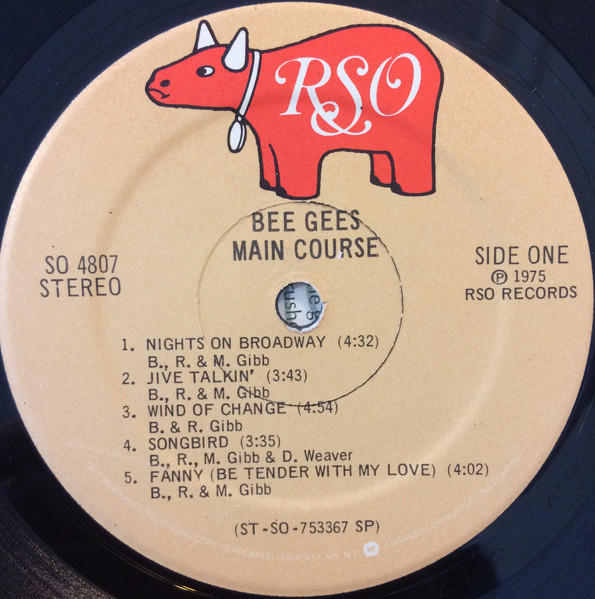 RSO
BEE GEES
MAIN COURSE
SO 4807
STEREO
SIDE ONE
Ⓟ 1975
RSO RECORDS
1. NIGHTS ON BROADWAY (4:32)
B., R. & M. Gibb
2. JIVE TALKIN' (3:43)
B., R. & M. Gibb
3. WIND OF CHANGE (4:54)
B. & R. Gibb
4. SONGBIRD (3:35)
B., R., M. Gibb & D. Weaver
5. FANNY (BE TENDER WITH MY LOVE) (4:02)
B., R. & M. Gibb
(ST-SO-753367 SP)